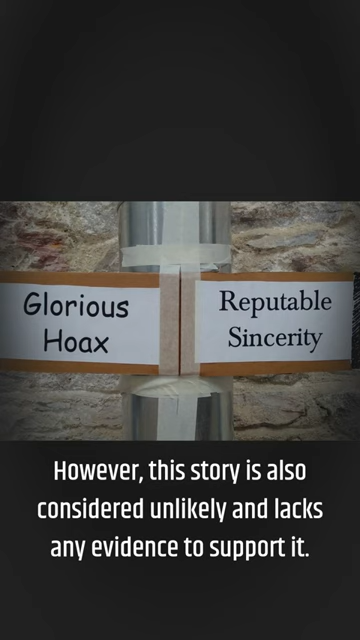 Glorious
Hoax
Reputable
Sincerity
However, this story is also
considered unlikely and lacks
any evidence to support it.